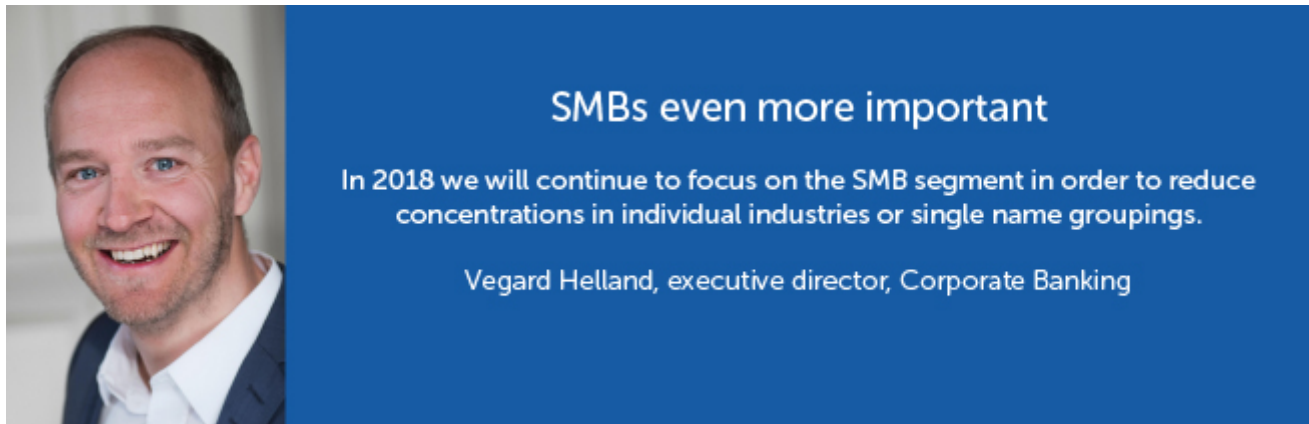 SMBs even more important
In 2018 we will continue to focus on the SMB segment in order to reduce
concentrations in individual industries or single name groupings.
Vegard Helland, executive director, Corporate Banking